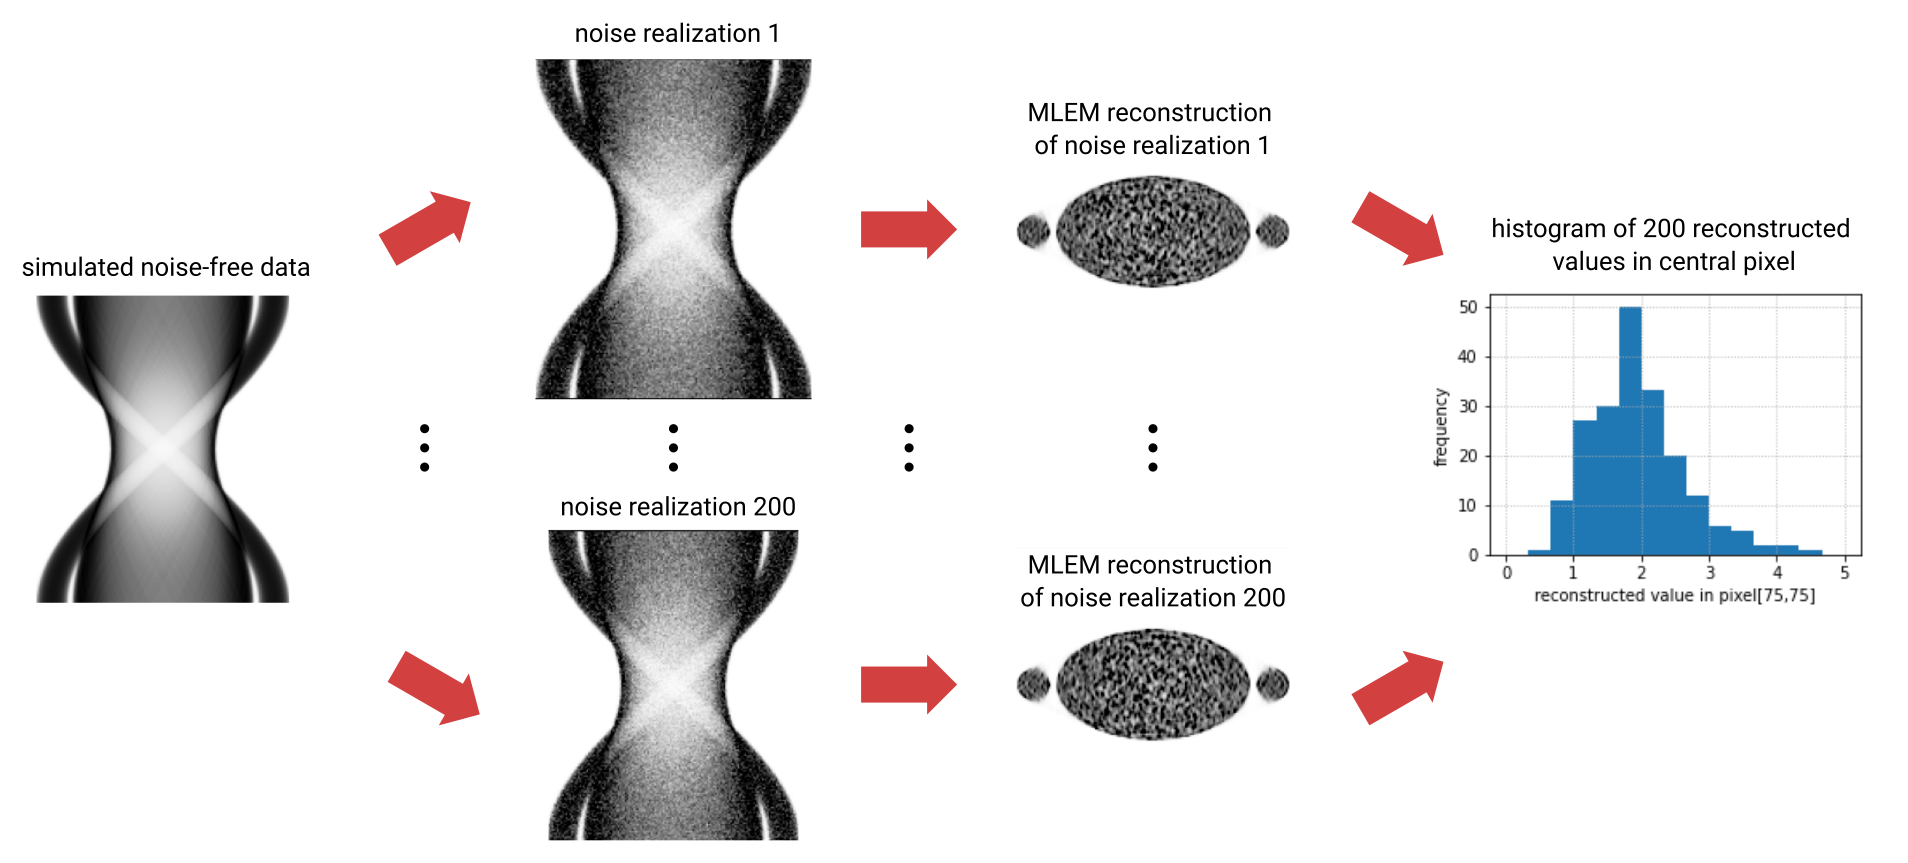 noise realization 1
MLEM reconstruction
of noise realization 1
histogram of 200 reconstructed
values in central pixel
simulated noise-free data
50
40
30
20
10
0
frequency
0 1 2 3 4 5
reconstructed value in pixel[75,75]
noise realization 200
MLEM reconstruction
of noise realization 200